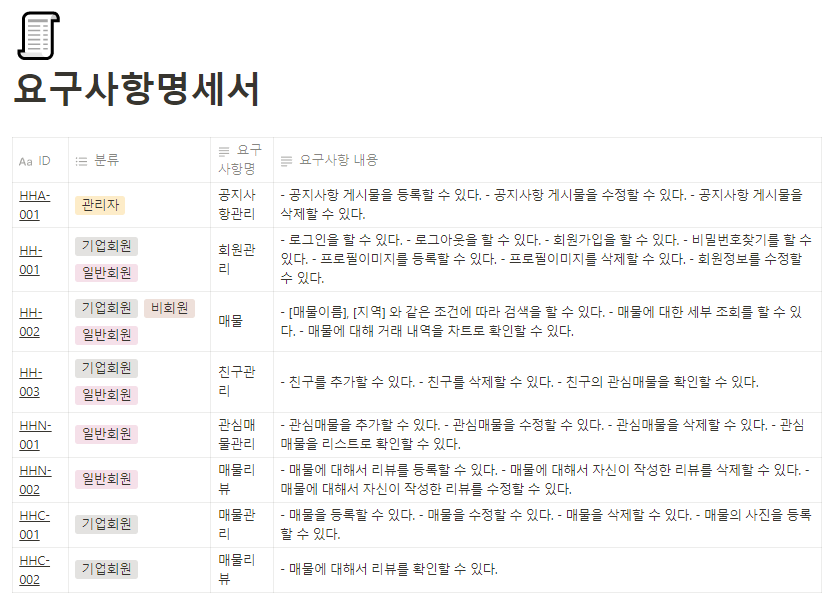 요구사항명세서
Aa ID 분류 요구 사항명 요구사항 내용
HHA-001 관리자 공지사항관리 - 공지사항 게시물을 등록할 수 있다. - 공지사항 게시물을 수정할 수 있다. - 공지사항 게시물을
삭제할 수 있다.
HH-001 기업회원 일반회원 회원관리 - 로그인을 할 수 있다. - 로그아웃을 할 수 있다. - 회원가입을 할 수 있다. - 비밀번호찾기를 할 수
있다. - 프로필이미지를 등록할 수 있다. - 프로필이미지를 삭제할 수 있다. - 회원정보를 수정할
수 있다.
HH-002 기업회원 비회원 일반회원 매물 - [매물이름], [지역] 와 같은 조건에 따라 검색을 할 수 있다. - 매물에 대한 세부 조회를 할 수 있
다. - 매물에 대해 거래 내역을 차트로 확인할 수 있다.
HH-003 기업회원 일반회원 친구관리 - 친구를 추가할 수 있다. - 친구를 삭제할 수 있다. - 친구의 관심매물을 확인할 수 있다.
HHN-001 일반회원 관심매물관리 - 관심매물을 추가할 수 있다. - 관심매물을 수정할 수 있다. - 관심매물을 삭제할 수 있다. - 관심
매물을 리스트로 확인할 수 있다.
HHN-002 일반회원 매물리뷰 - 매물에 대해서 리뷰를 등록할 수 있다. - 매물에 대해서 자신이 작성한 리뷰를 삭제할 수 있다. -
매물에 대해서 자신이 작성한 리뷰를 수정할 수 있다.
HHC-001 기업회원 매물관리 - 매물을 등록할 수 있다. - 매물을 수정할 수 있다. - 매물을 삭제할 수 있다. - 매물의 사진을 등록
할 수 있다.
HHC-002 기업회원 매물리뷰 - 매물에 대해서 리뷰를 확인할 수 있다.